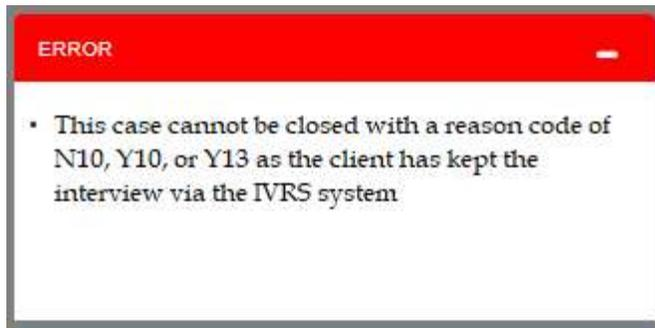 ERROR
• This case cannot be closed with a reason code of
N10, Y10, or Y13 as the client has kept the
interview via the IVRS system